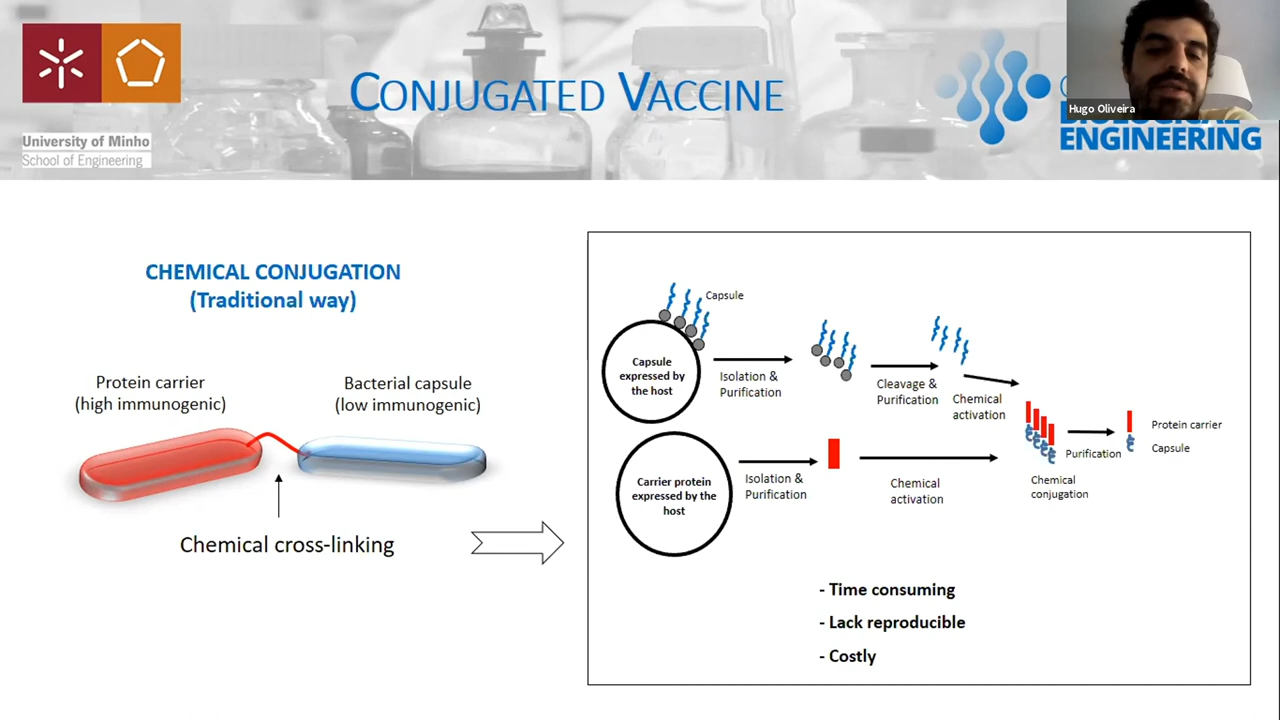 CONJUGATED VACCINE
Hugo Oliveira
ENGINEERING
University of Minho
School of Engineering
CHEMICAL CONJUGATION
(Traditional way)
Protein carrier
(high immunogenic)
Bacterial capsule
(low immunogenic)
Chemical cross-linking
Capsule
Capsule
expressed by
the host
Isolation &
Purification
Cleavage &
Purification
Chemical
activation
Carrier protein
expressed by the
host
Isolation &
Purification
Chemical
activation
Chemical
conjugation
Purification
Protein carrier
Capsule
- Time consuming
- Lack reproducible
- Costly